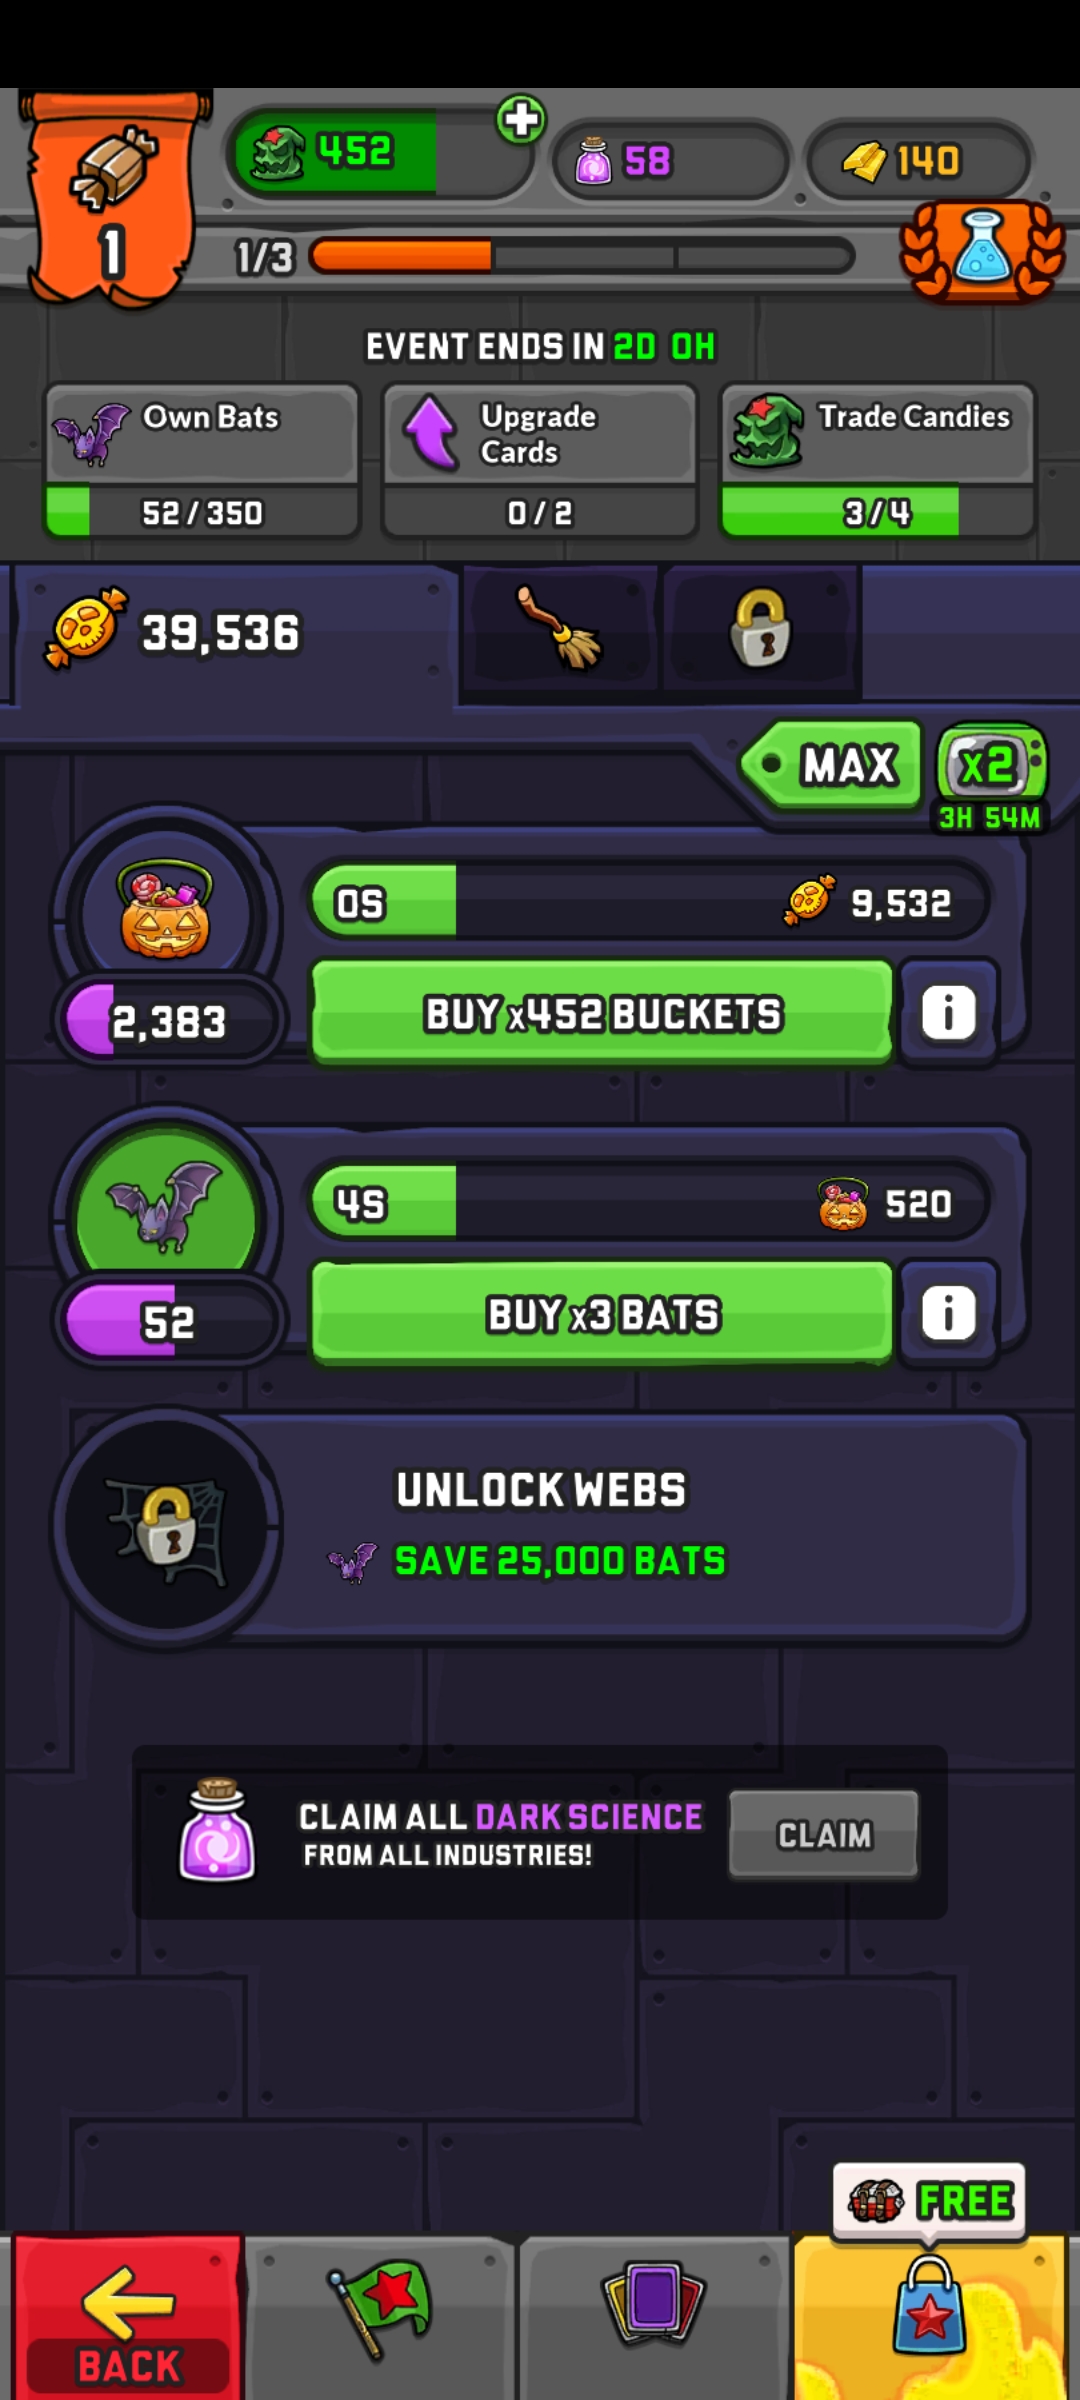 452
58
140
1
1/3
EVENT ENDS IN 2D 0H
Own Bats
52/350
Upgrade
Cards
0/2
Trade Candies
3/4
39,536
MAX
x2
3H 54M
0S
9,532
2,383
BUY x452 BUCKETS
i
4S
520
52
BUY x3 BATS
i
UNLOCK WEBS
SAVE 25,000 BATS
CLAIM ALL DARK SCIENCE
FROM ALL INDUSTRIES!
CLAIM
FREE
BACK